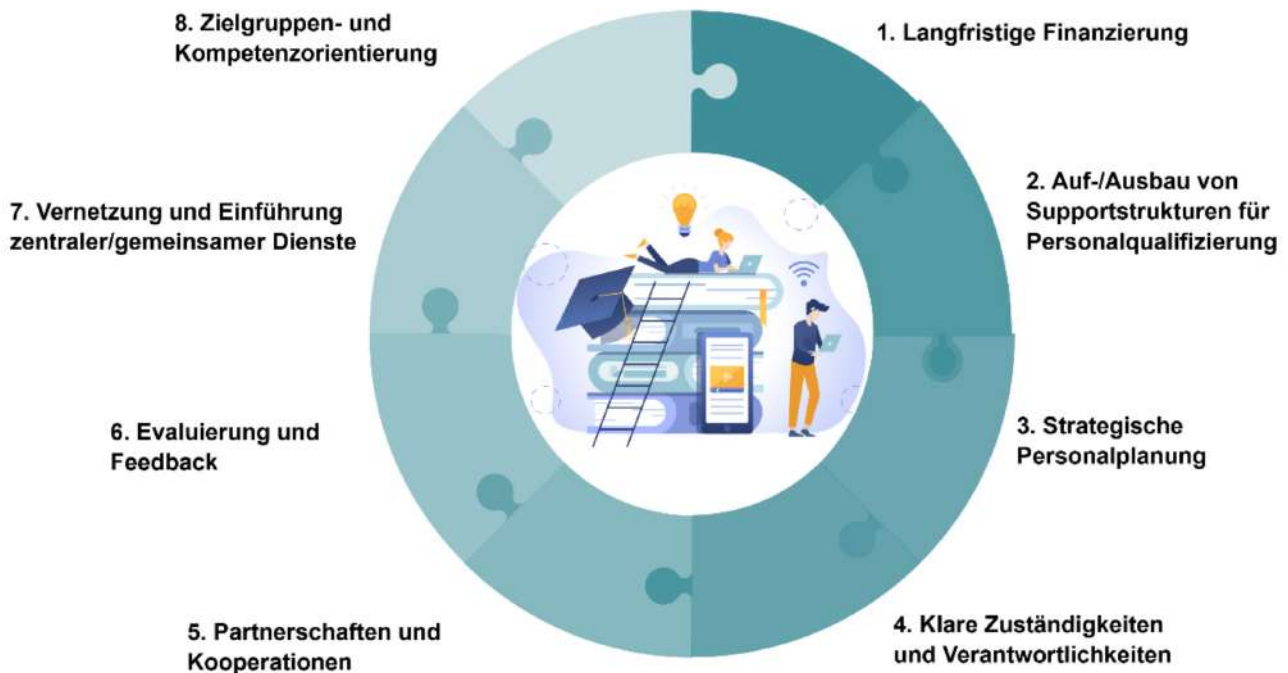 1. Langfristige Finanzierung
2. Auf-/Ausbau von
Supportstrukturen für
Personalqualifizierung
3. Strategische
Personalplanung
4. Klare Zuständigkeiten
und Verantwortlichkeiten
5. Partnerschaften und
Kooperationen
6. Evaluierung und
Feedback
7. Vernetzung und Einführung
zentraler/gemeinsamer Dienste
8. Zielgruppen- und
Kompetenzorientierung